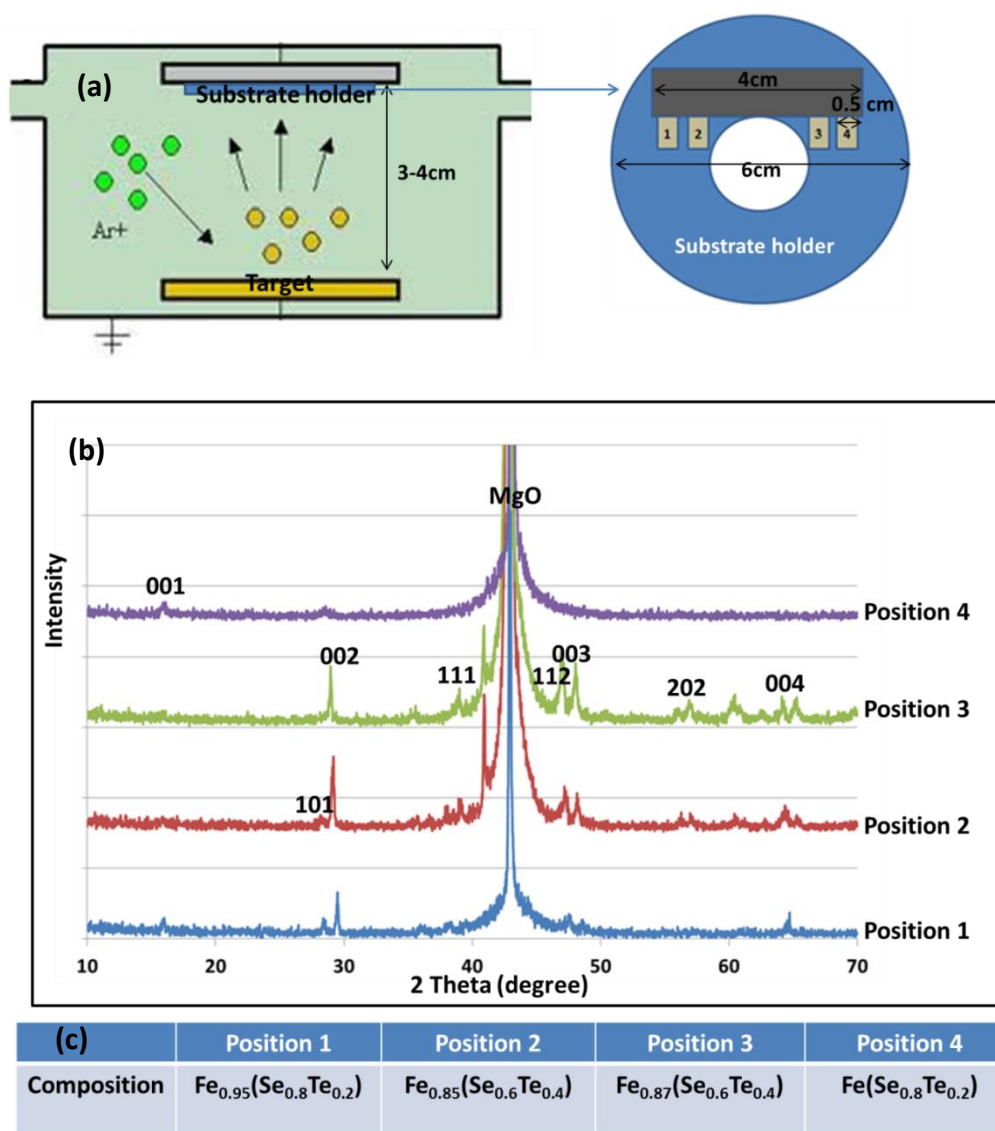 (a)
Substrate holder
3-4cm
Ar+
Target
4cm
0.5 cm
1 2 3 4
6cm
Substrate holder
(b)
MgO
001
Position 4
002
111
112
003
202
004
Position 3
101
Position 2
Position 1
Intensity
10 20 30 40 50 60 70
2 Theta (degree)
(c) Position 1 Position 2 Position 3 Position 4
Composition Fe₀.₉₅(Se₀.₈Te₀.₂) Fe₀.₈₅(Se₀.₆Te₀.₄) Fe₀.₈₇(Se₀.₆Te₀.₄) Fe(Se₀.₈Te₀.₂)